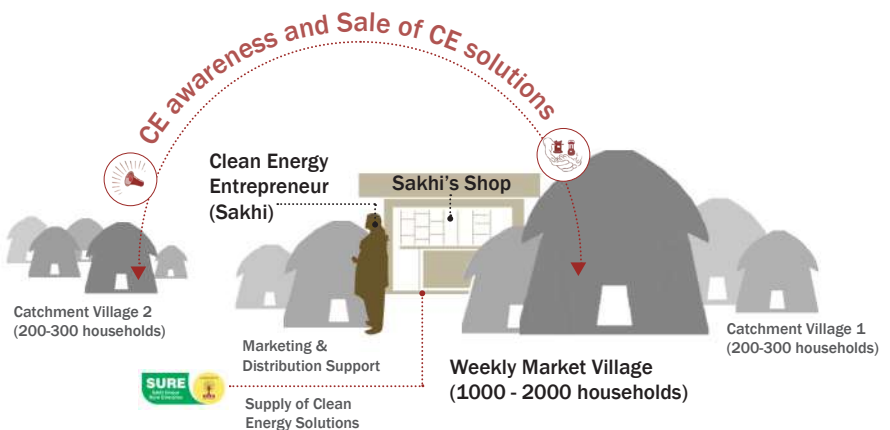 CE awareness and Sale of CE solutions
Clean Energy
Entrepreneur
(Sakhi)
Sakhi's Shop
Catchment Village 2
(200-300 households)
Catchment Village 1
(200-300 households)
Marketing &
Distribution Support
Weekly Market Village
(1000 - 2000 households)
SURE
Supply of Clean
Energy Solutions